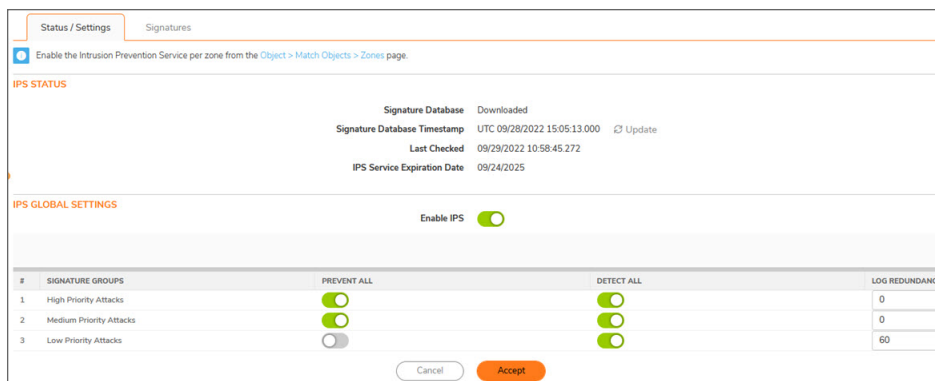 Status / Settings Signatures
Enable the Intrusion Prevention Service per zone from the Object > Match Objects > Zones page.
IPS STATUS
Signature Database Downloaded
Signature Database Timestamp UTC 09/28/2022 15:05:13.000 Update
Last Checked 09/29/2022 10:58:45.272
IPS Service Expiration Date 09/24/2025
IPS GLOBAL SETTINGS
Enable IPS
# SIGNATURE GROUPS PREVENT ALL DETECT ALL LOG REDUNDANC
1 High Priority Attacks 0
2 Medium Priority Attacks 0
3 Low Priority Attacks 60
Cancel Accept